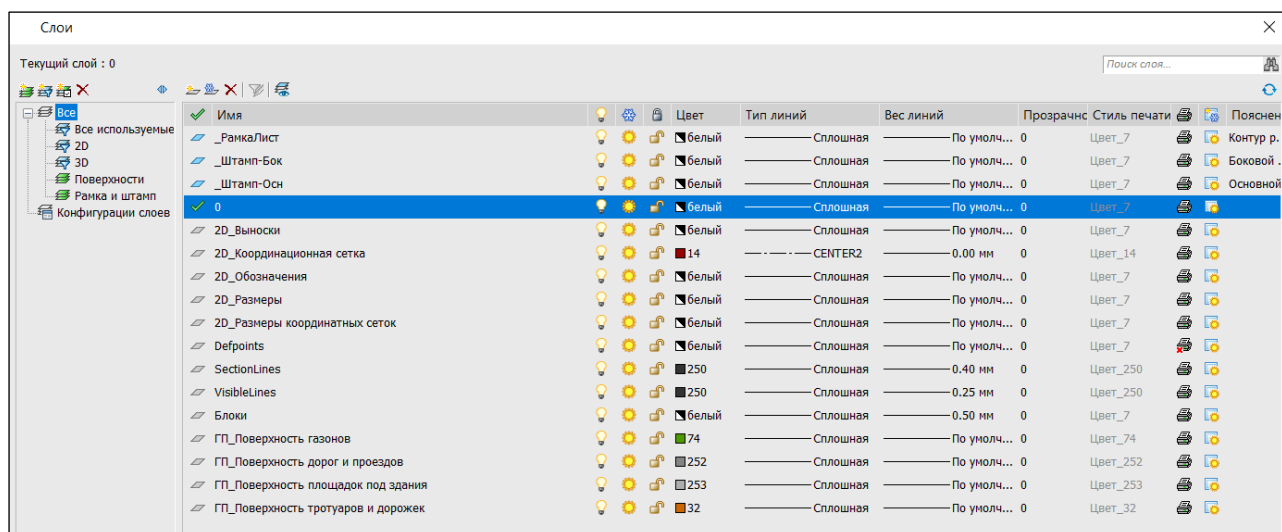 Слои
Текущий слой : 0
Поиск слоя...
Все
Все используемые
2D
3D
Поверхности
Рамка и штамп
Конфигурации слоев
Имя Цвет Тип линий Вес линий Прозрачнс Стиль печати Пояснен
_РамкаЛист белый Сплошная По умолч... 0 Цвет_7 Контур р.
_Штамп-Бок белый Сплошная По умолч... 0 Цвет_7 Боковой .
_Штамп-Осн белый Сплошная По умолч... 0 Цвет_7 Основной
0 белый Сплошная По умолч... 0 Цвет_7
2D_Выноски белый Сплошная По умолч... 0 Цвет_7
2D_Координационная сетка 14 CENTER2 0.00 мм 0 Цвет_14
2D_Обозначения белый Сплошная По умолч... 0 Цвет_7
2D_Размеры белый Сплошная По умолч... 0 Цвет_7
2D_Размеры координатных сеток белый Сплошная По умолч... 0 Цвет_7
Defpoints белый Сплошная По умолч... 0 Цвет_7
SectionLines 250 Сплошная 0.40 мм 0 Цвет_250
VisibleLines 250 Сплошная 0.25 мм 0 Цвет_250
Блоки белый Сплошная 0.50 мм 0 Цвет_7
ГП_Поверхность газонов 74 Сплошная По умолч... 0 Цвет_74
ГП_Поверхность дорог и проездов 252 Сплошная По умолч... 0 Цвет_252
ГП_Поверхность площадок под здания 253 Сплошная По умолч... 0 Цвет_253
ГП_Поверхность тротуаров и дорожек 32 Сплошная По умолч... 0 Цвет_32